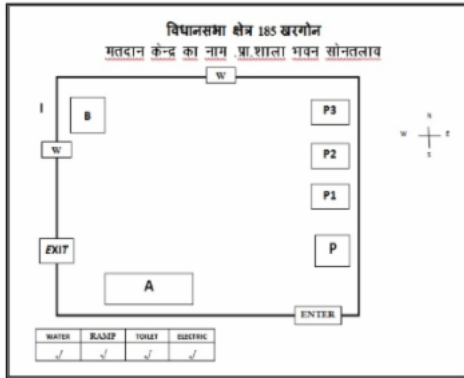 विधानसभा क्षेत्र 185 खरगोन
मतदान केन्द्र का नाम .प्रा.शाला भवन सोनतलाव
W
I
B
P3
N
W E
S
W
P2
P1
EXIT
P
A
ENTER
WATER RAMP TOILET ELECTRIC
√ √ √ √